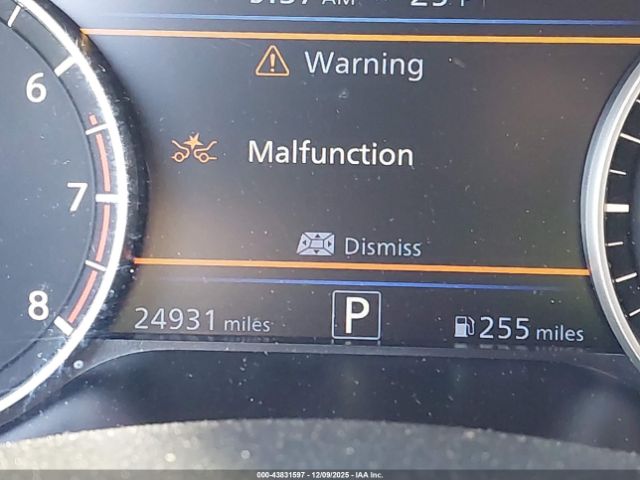 6
Warning
Malfunction
7
Dismiss
8
24931 miles
P
255 miles
000-43831597 - 12/09/2025 - IAA Inc.